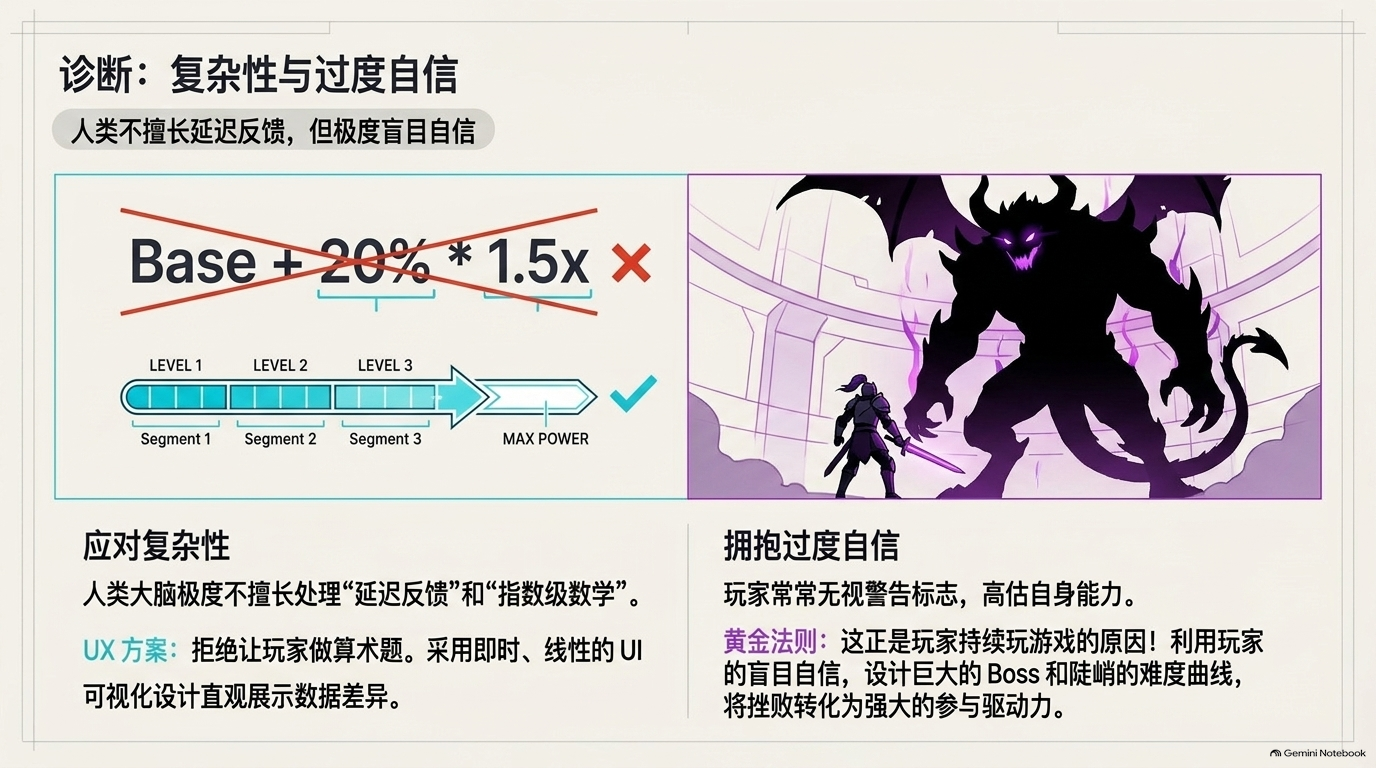 诊断：复杂性与过度自信
人类不擅长延迟反馈，但极度盲目自信
Base + 20% * 1.5x
LEVEL 1
LEVEL 2
LEVEL 3
Segment 1
Segment 2
Segment 3
MAX POWER
应对复杂性
人类大脑极度不擅长处理“延迟反馈”和“指数级数学”。
UX 方案：拒绝让玩家做算术题。采用即时、线性的 UI
可视化设计直观展示数据差异。
拥抱过度自信
玩家常常无视警告标志，高估自身能力。
黄金法则：这正是玩家持续玩游戏的原因！利用玩家
的盲目自信，设计巨大的 Boss 和陡峭的难度曲线，
将挫败转化为强大的参与驱动力。
Gemini Notebook